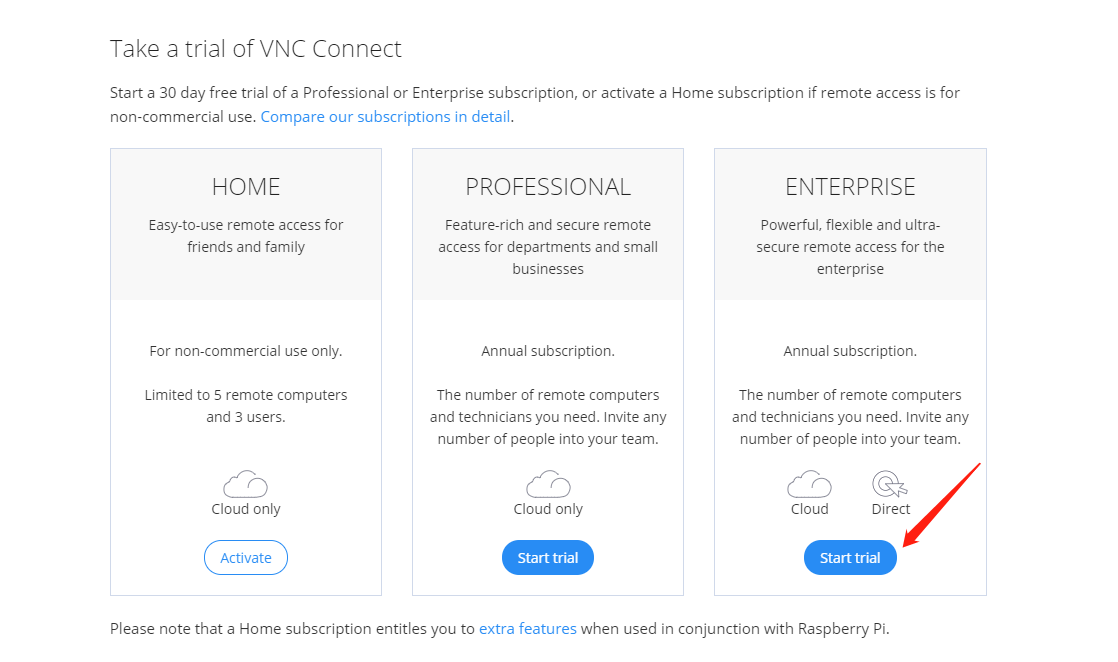 Take a trial of VNC Connect
Start a 30 day free trial of a Professional or Enterprise subscription, or activate a Home subscription if remote access is for
non-commercial use. Compare our subscriptions in detail.
HOME
Easy-to-use remote access for
friends and family
For non-commercial use only.
Limited to 5 remote computers
and 3 users.
Cloud only
Activate
PROFESSIONAL
Feature-rich and secure remote
access for departments and small
businesses
Annual subscription.
The number of remote computers
and technicians you need. Invite any
number of people into your team.
Cloud only
Start trial
ENTERPRISE
Powerful, flexible and ultra-
secure remote access for the
enterprise
Annual subscription.
The number of remote computers
and technicians you need. Invite any
number of people into your team.
Cloud
Direct
Start trial
Please note that a Home subscription entitles you to extra features when used in conjunction with Raspberry Pi.